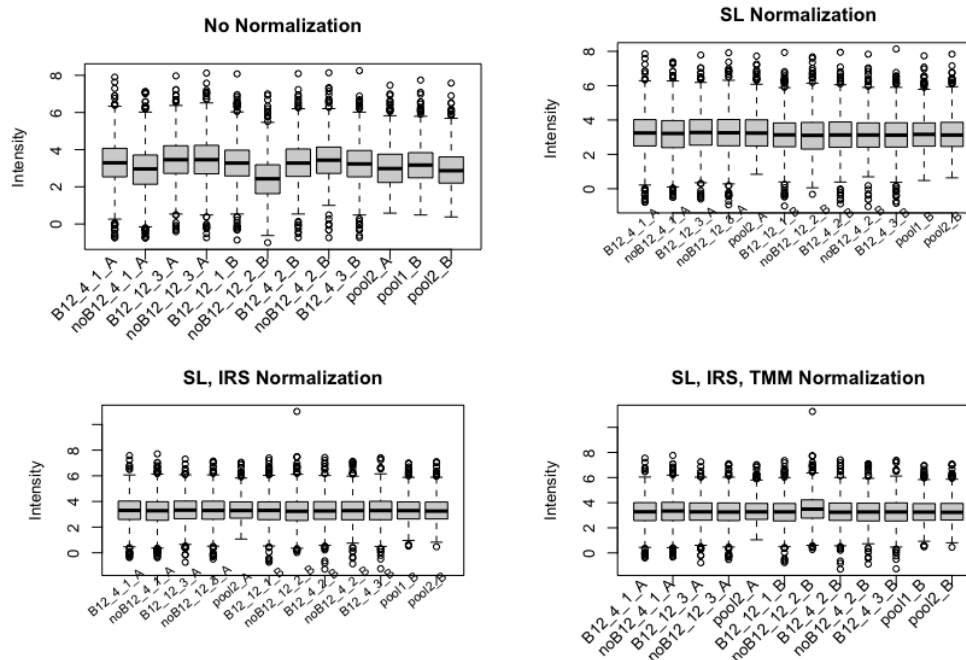 No Normalization
Intensity
8
6
4
2
0
B12_4_1_A
noB12_4_1_A
B12_12_3_A
noB12_12_3_A
B12_12_1_B
noB12_12_2_B
B12_4_2_B
noB12_4_2_B
B12_4_3_B
pool2_A
pool1_B
pool2_B
SL Normalization
Intensity
8
6
4
2
0
B12_4_1_A
noB12_4_1_A
B12_12_3_A
noB12_12_3_A
pool2_A
B12_12_1_B
noB12_12_2_B
B12_4_2_B
noB12_4_2_B
B12_4_3_B
pool1_B
pool2_B
SL, IRS Normalization
Intensity
8
6
4
2
0
B12_4_1_A
noB12_4_1_A
B12_12_3_A
noB12_12_3_A
pool2_A
B12_12_1_B
noB12_12_2_B
B12_4_2_B
noB12_4_2_B
B12_4_3_B
pool1_B
pool2_B
SL, IRS, TMM Normalization
Intensity
8
6
4
2
0
B12_4_1_A
noB12_4_1_A
B12_12_3_A
noB12_12_3_A
pool2_A
B12_12_1_B
noB12_12_2_B
B12_4_2_B
noB12_4_2_B
B12_4_3_B
pool1_B
pool2_B